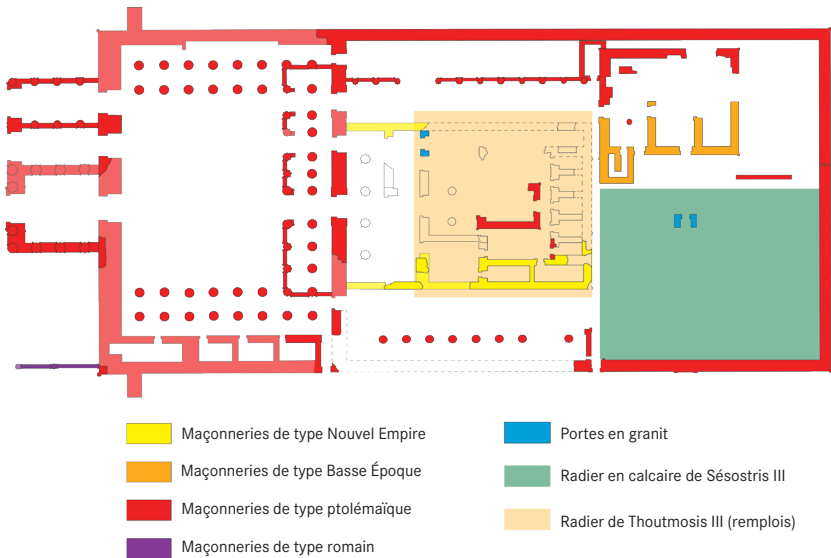 Maçonneries de type Nouvel Empire
Maçonneries de type Basse Époque
Maçonneries de type ptolémaïque
Maçonneries de type romain
Portes en granit
Radier en calcaire de Sésostris III
Radier de Thoutmosis III (remplois)